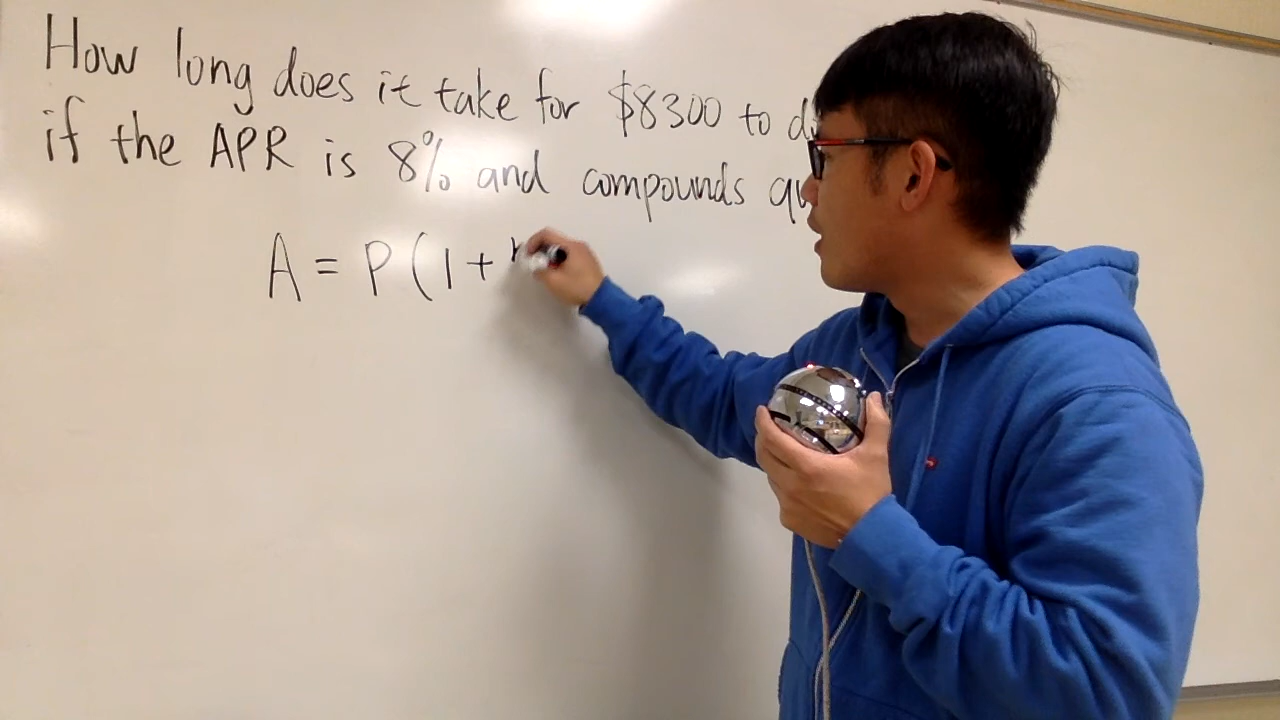 How long does it take for $8300 to
if the APR is 8% and compounds
A = P (1 +